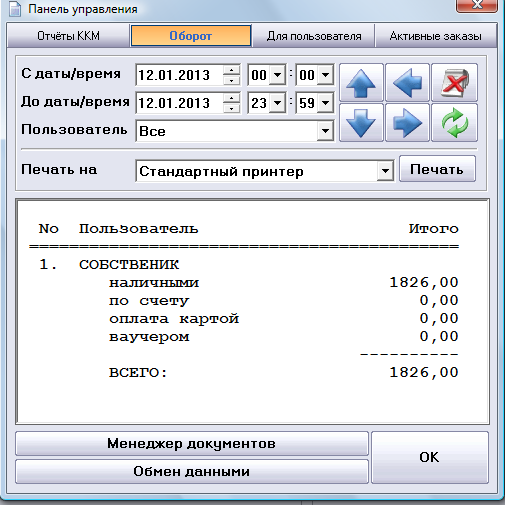 Панель управления
Отчёты ККМ Оборот Для пользователя Активные заказы
С даты/время 12.01.2013 00 : 00
До даты/время 12.01.2013 23 : 59
Пользователь Все
Печать на Стандартный принтер Печать
No Пользователь Итого
============================================
1. СОБСТВЕНИК
наличными 1826,00
по счету 0,00
оплата картой 0,00
ваучером 0,00
----------
ВСЕГО: 1826,00
Менеджер документов
OK
Обмен данными